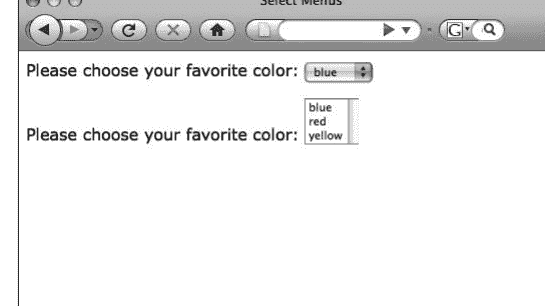 Select Menus
G
Please choose your favorite color: blue
blue
red
Please choose your favorite color: yellow